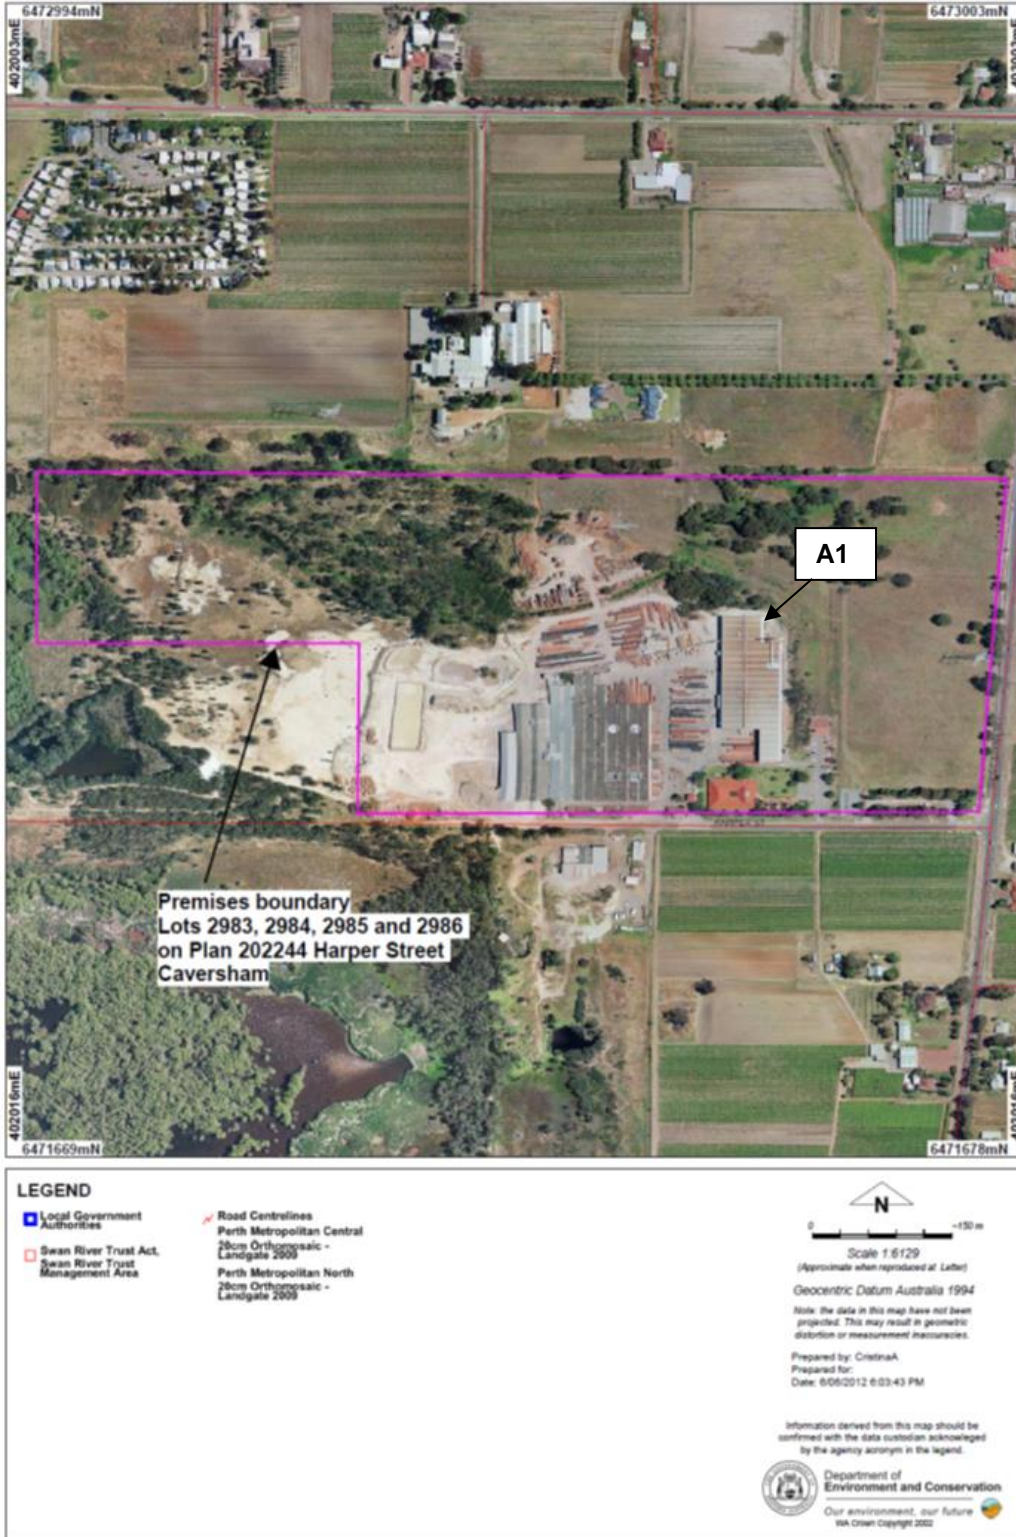 6472994mN
6473003mN
402003mE
A1
Premises boundary
Lots 2983, 2984, 2985 and 2986
on Plan 202244 Harper Street
Caversham
402016mE
6471669mN
6471678mN
LEGEND
Local Government
Authorities
Swan River Trust Act,
Swan River Trust
Management Area
Road Centrelines
Perth Metropolitan Central
20cm Orthomosaic -
Landgate 2009
Perth Metropolitan North
20cm Orthomosaic -
Landgate 2009
N
0 ~150 m
Scale 1:6129
(Approximate when reproduced at Letter)
Geocentric Datum Australia 1994
Note: the data in this map have not been
projected. This may result in geometric
distortion or measurement inaccuracies.
Prepared by: CristinaA
Prepared for:
Date: 6/06/2012 6:03:43 PM
Information derived from this map should be
confirmed with the data custodian acknowleged
by the agency acronym in the legend.
Department of
Environment and Conservation
Our environment, our future
WA Crown Copyright 2002